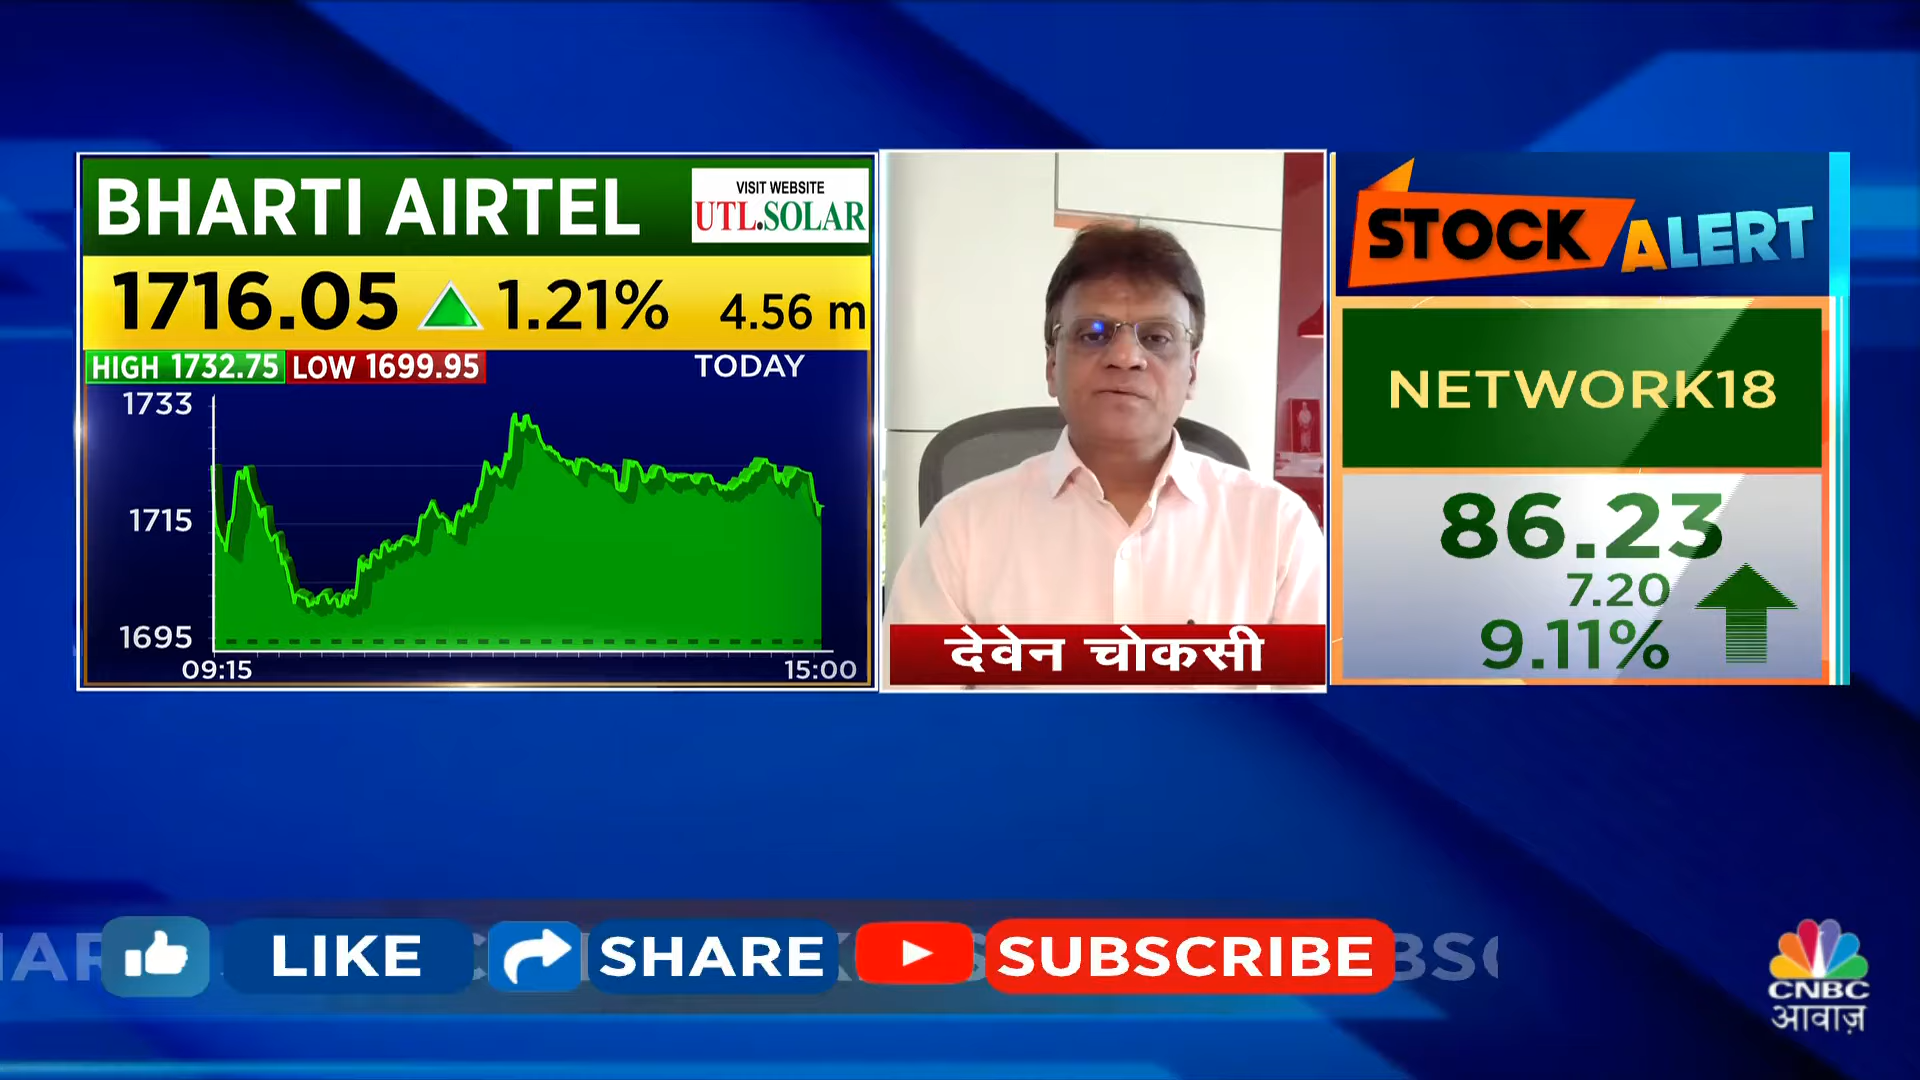 BHARTI AIRTEL
VISIT WEBSITE
UTL.SOLAR
1716.05 1.21% 4.56 m
HIGH 1732.75 LOW 1699.95 TODAY
1733
1715
1695
09:15 15:00
देवेन चोकसी
STOCK ALERT
NETWORK18
86.23
7.20
9.11%
LIKE SHARE SUBSCRIBE
CNBC
आवाज़